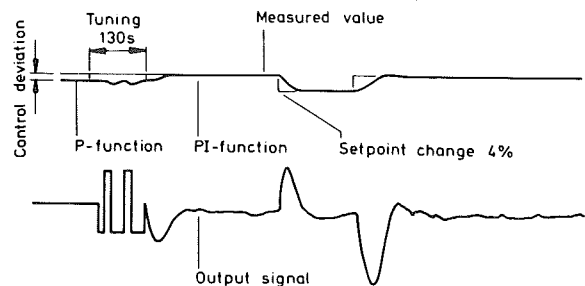 Tuning
130s
Measured value
Control deviation
P-function
PI-function
Setpoint change 4%
Output signal